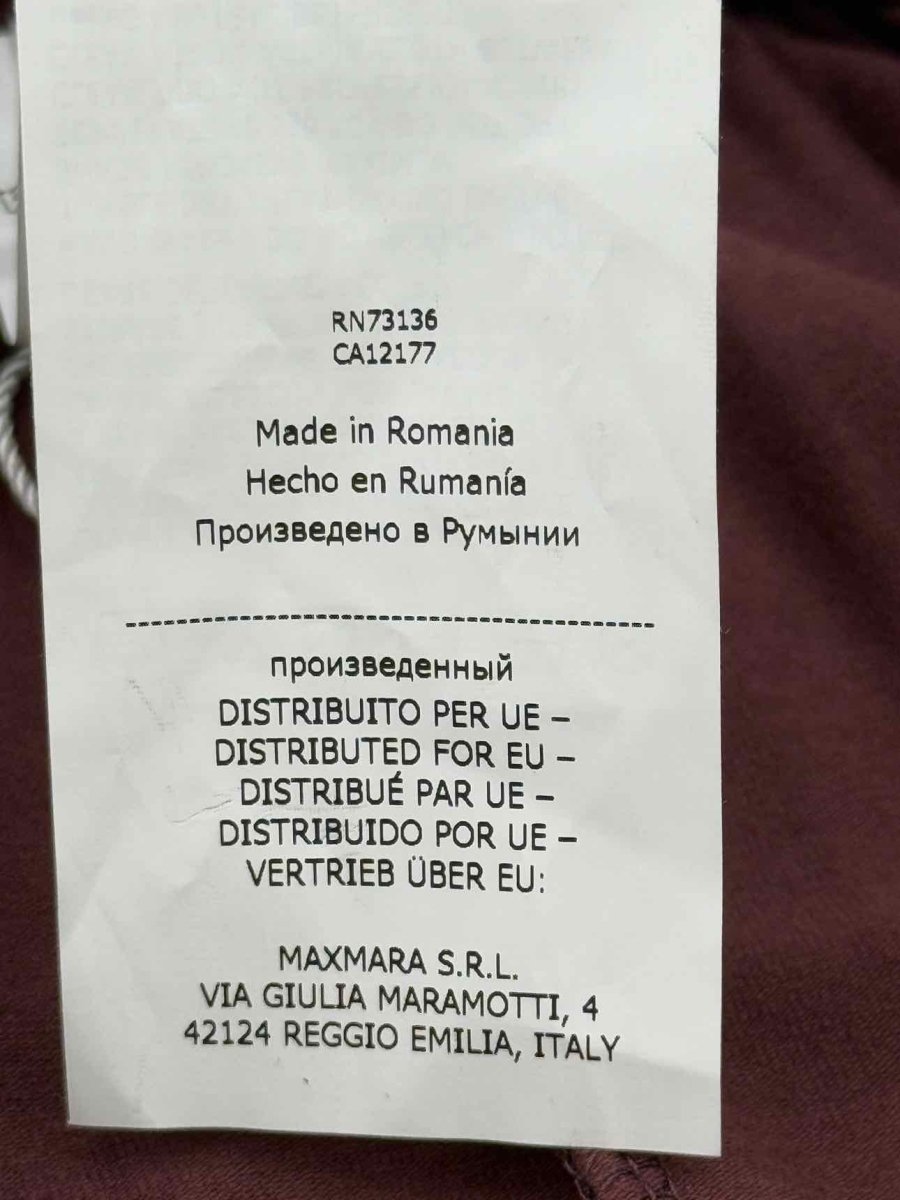 RN73136
CA12177
Made in Romania
Hecho en Rumanía
Произведено в Румынии
--------------------------------------------
произведенный
DISTRIBUITO PER UE –
DISTRIBUTED FOR EU –
DISTRIBUÉ PAR UE –
DISTRIBUIDO POR UE –
VERTRIEB ÜBER EU:
MAXMARA S.R.L.
VIA GIULIA MARAMOTTI, 4
42124 REGGIO EMILIA, ITALY